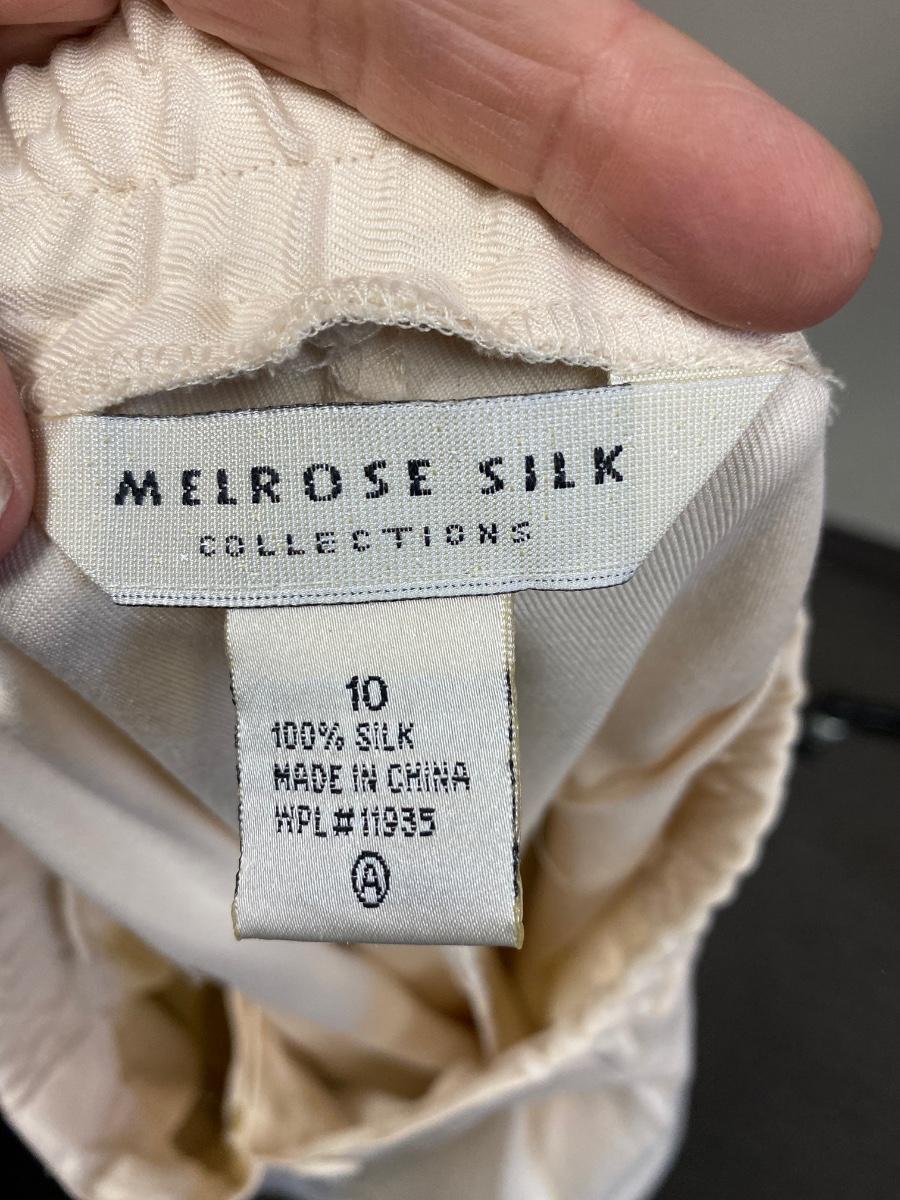 MELROSE SILK
COLLECTIONS
10
100% SILK
MADE IN CHINA
WPL#11935
A